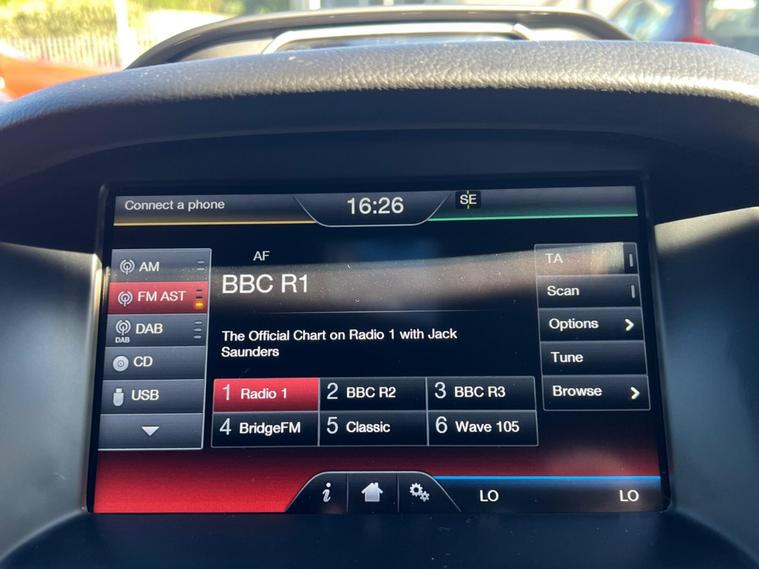 Connect a phone
16:26
SE
AM
FM AST
DAB
DAB
CD
USB
AF
BBC R1
The Official Chart on Radio 1 with Jack
Saunders
1 Radio 1
2 BBC R2
3 BBC R3
4 BridgeFM
5 Classic
6 Wave 105
TA
Scan
Options
Tune
Browse
i
LO
LO